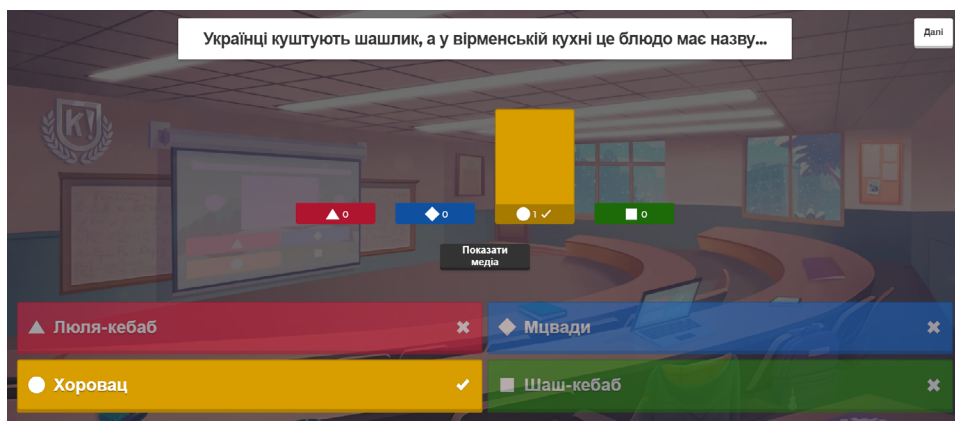 Українці куштують шашлик, а у вірменській кухні це блюдо має назву...
Далі
K!
0
0
1
0
Показати
медіа
Люля-кебаб
Мцвади
Хоровац
Шаш-кебаб